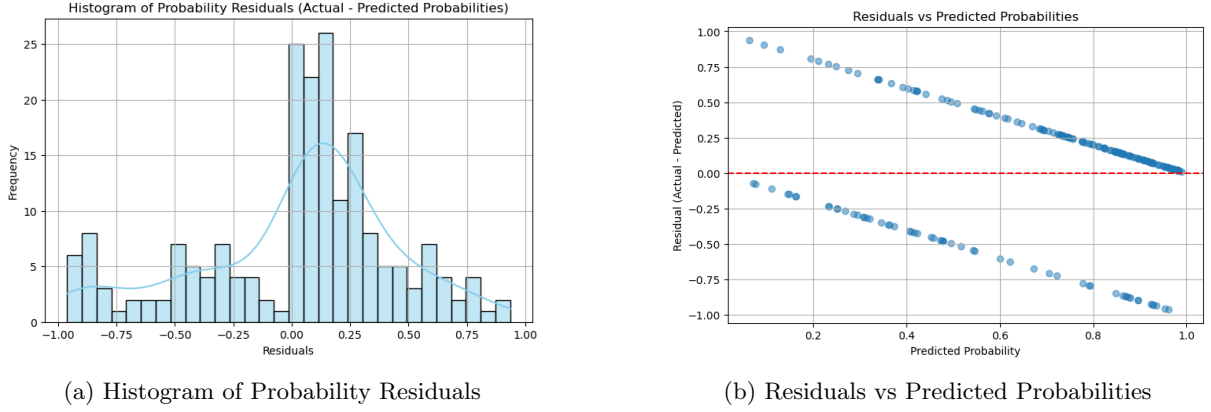 Histogram of Probability Residuals (Actual - Predicted Probabilities)
Frequency
25
20
15
10
5
0
−1.00 −0.75 −0.50 −0.25 0.00 0.25 0.50 0.75 1.00
Residuals
(a) Histogram of Probability Residuals
Residuals vs Predicted Probabilities
Residual (Actual - Predicted)
1.00
0.75
0.50
0.25
0.00
−0.25
−0.50
−0.75
−1.00
0.2 0.4 0.6 0.8 1.0
Predicted Probability
(b) Residuals vs Predicted Probabilities